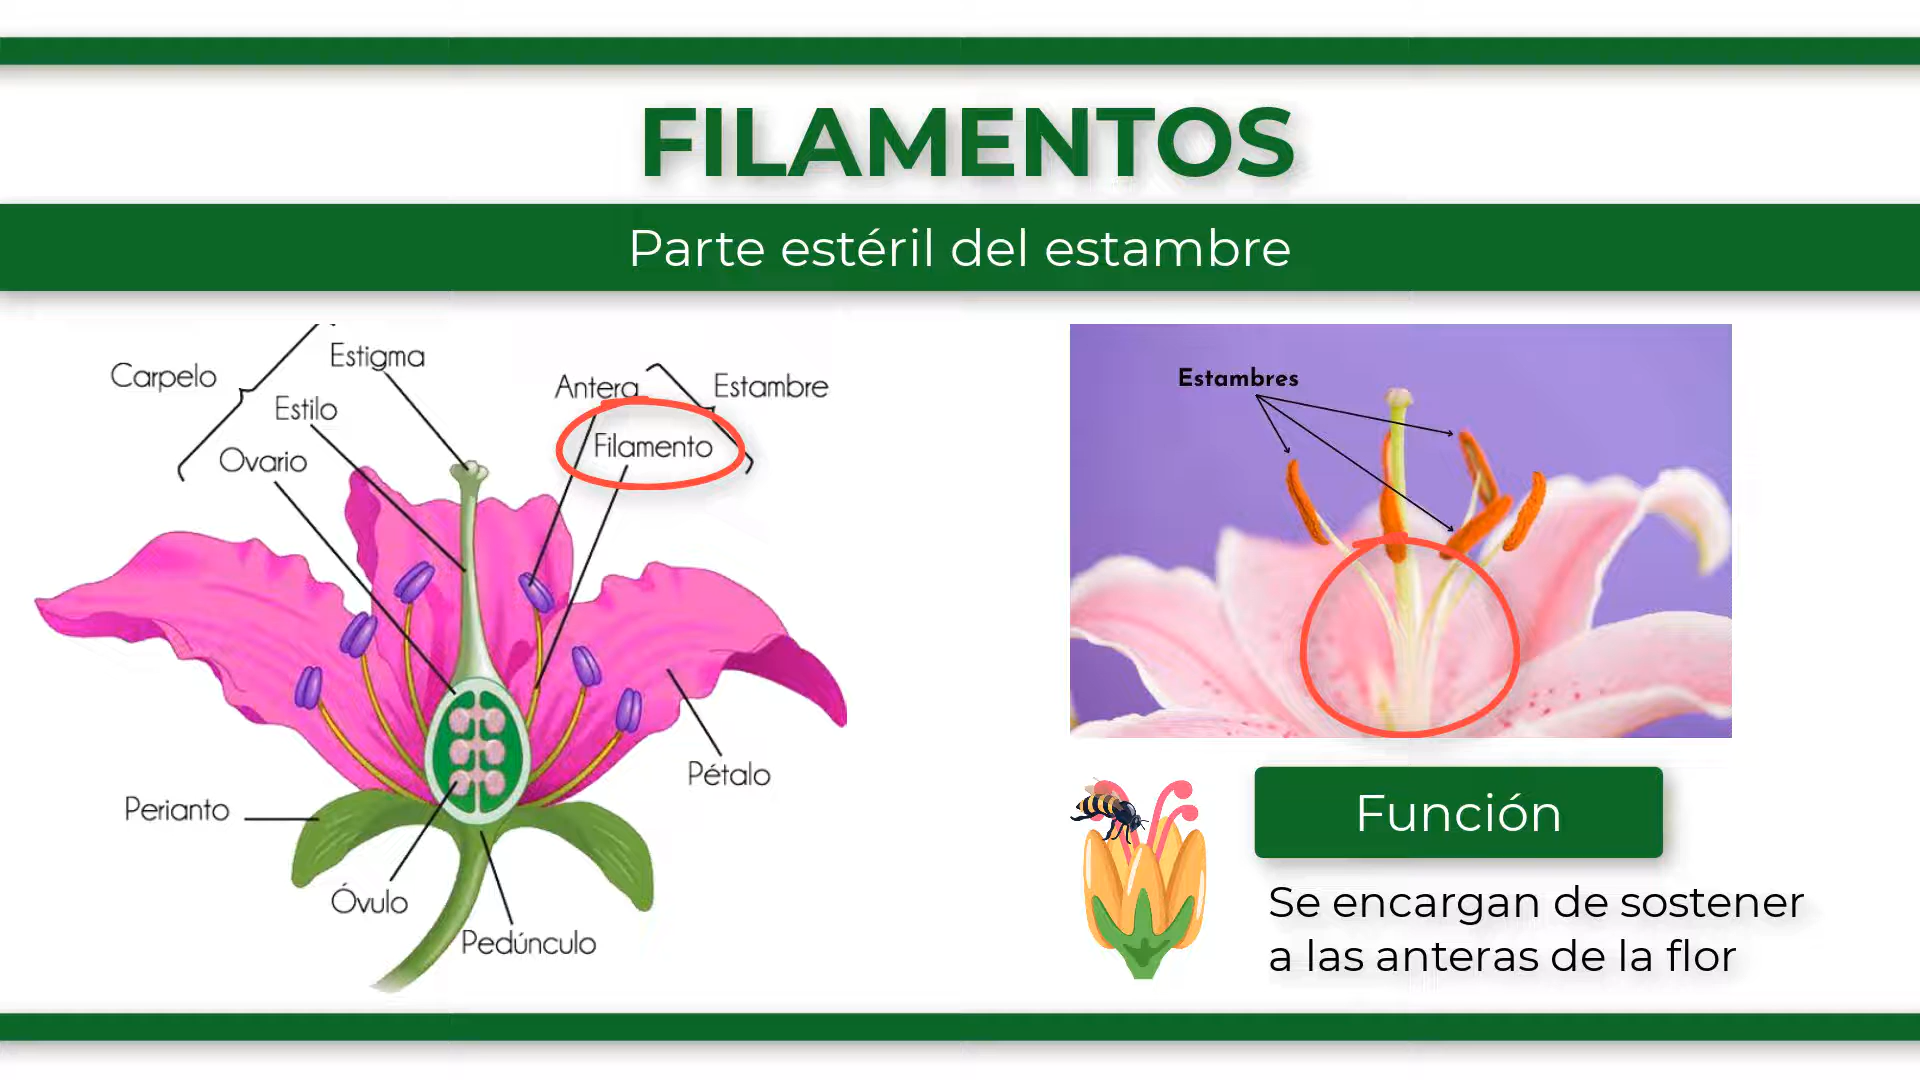 FILAMENTOS
Parte estéril del estambre
Carpelo
Estigma
Estilo
Ovario
Antera
Estambre
Filamento
Pétalo
Perianto
Óvulo
Pedúnculo
Estambres
Función
Se encargan de sostener
a las anteras de la flor